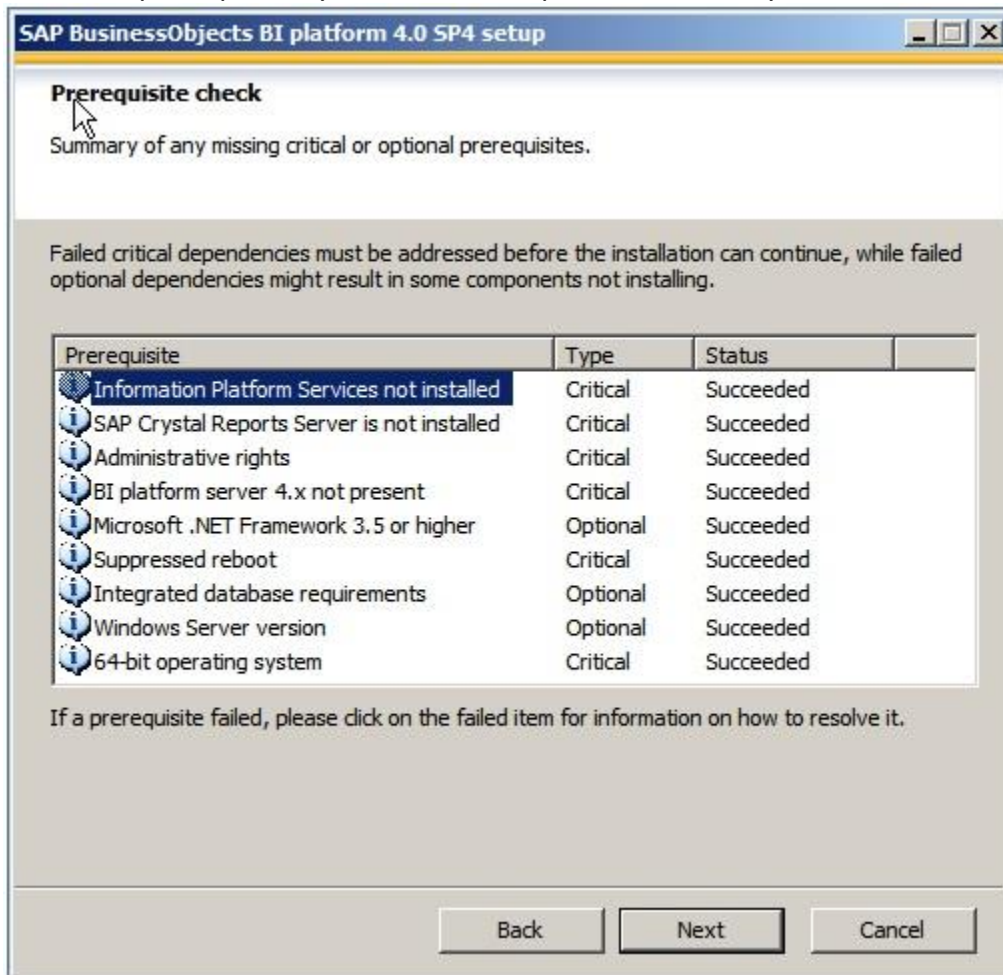 SAP BusinessObjects BI platform 4.0 SP4 setup
Prerequisite check
Summary of any missing critical or optional prerequisites.
Failed critical dependencies must be addressed before the installation can continue, while failed
optional dependencies might result in some components not installing.
Prerequisite Type Status
Information Platform Services not installed Critical Succeeded
SAP Crystal Reports Server is not installed Critical Succeeded
Administrative rights Critical Succeeded
BI platform server 4.x not present Critical Succeeded
Microsoft .NET Framework 3.5 or higher Optional Succeeded
Suppressed reboot Critical Succeeded
Integrated database requirements Optional Succeeded
Windows Server version Optional Succeeded
64-bit operating system Critical Succeeded
If a prerequisite failed, please click on the failed item for information on how to resolve it.
Back Next Cancel